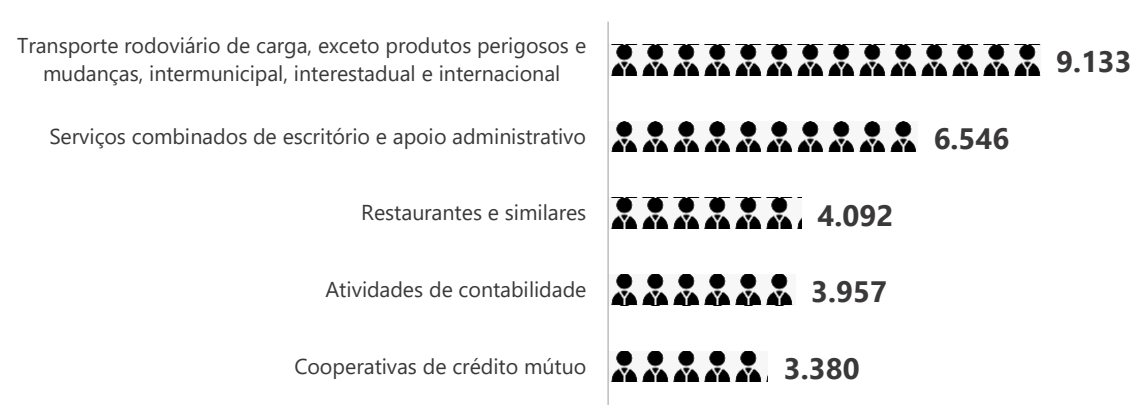 Transporte rodoviário de carga, exceto produtos perigosos e
mudanças, intermunicipal, interestadual e internacional
9.133
Serviços combinados de escritório e apoio administrativo
6.546
Restaurantes e similares
4.092
Atividades de contabilidade
3.957
Cooperativas de crédito mútuo
3.380